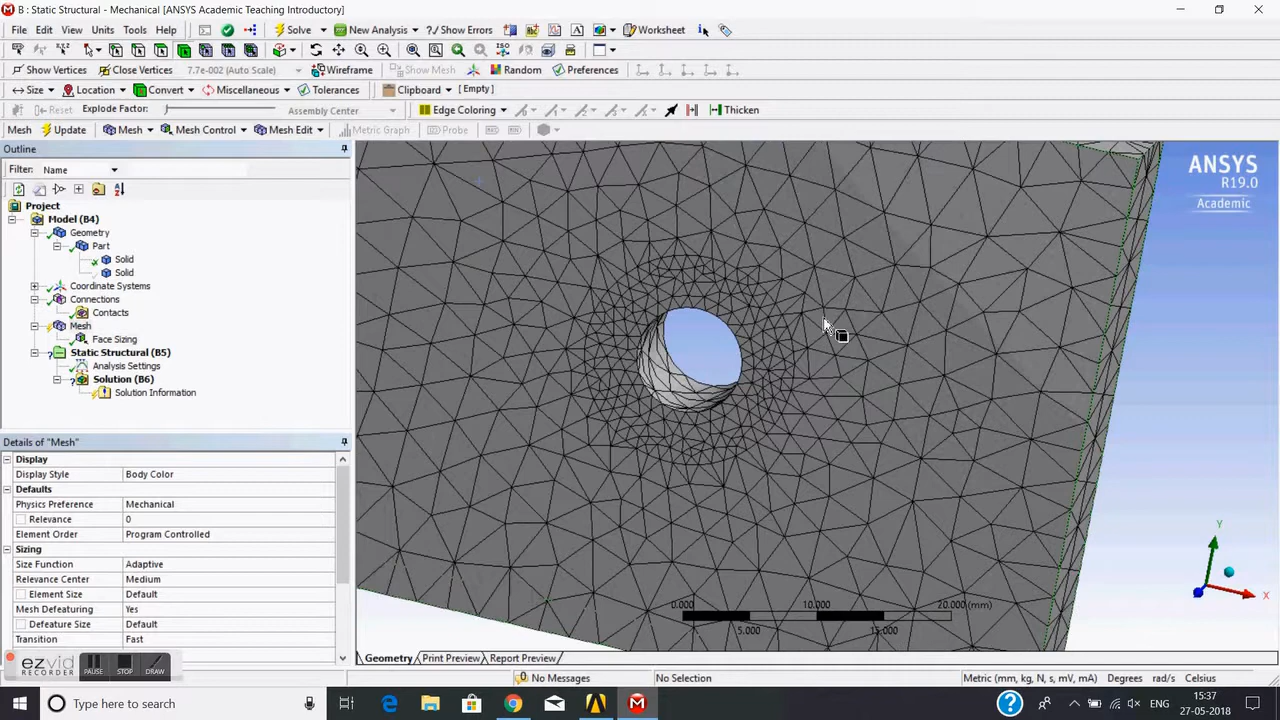 B : Static Structural - Mechanical [ANSYS Academic Teaching Introductory]
File Edit View Units Tools Help Solve New Analysis ?/ Show Errors Worksheet
Show Vertices Close Vertices 7.7e-002 (Auto Scale) Wireframe Show Mesh Random Preferences
Size Location Convert Miscellaneous Tolerances Clipboard [Empty]
Reset Explode Factor: Assembly Center Edge Coloring Thicken
Mesh Update Mesh Mesh Control Mesh Edit Metric Graph Probe
Outline
Filter: Name
Project
Model (B4)
Geometry
Part
Solid
Solid
Coordinate Systems
Connections
Contacts
Mesh
Face Sizing
Static Structural (B5)
Analysis Settings
Solution (B6)
Solution Information
Details of "Mesh"
Display
Display Style Body Color
Defaults
Physics Preference Mechanical
Relevance 0
Element Order Program Controlled
Sizing
Size Function Adaptive
Relevance Center Medium
Element Size Default
Mesh Defeaturing Yes
Defeature Size Default
Transition Fast
ezvid
RECORDER
PAUSE STOP DRAW
ANSYS
R19.0
Academic
Y
X
0.000 10.000 20.000 (mm)
5.000 15.000
Geometry Print Preview Report Preview
0 No Messages No Selection Metric (mm, kg, N, s, mV, mA) Degrees rad/s Celsius
Type here to search
ENG
15:37
27-05-2018